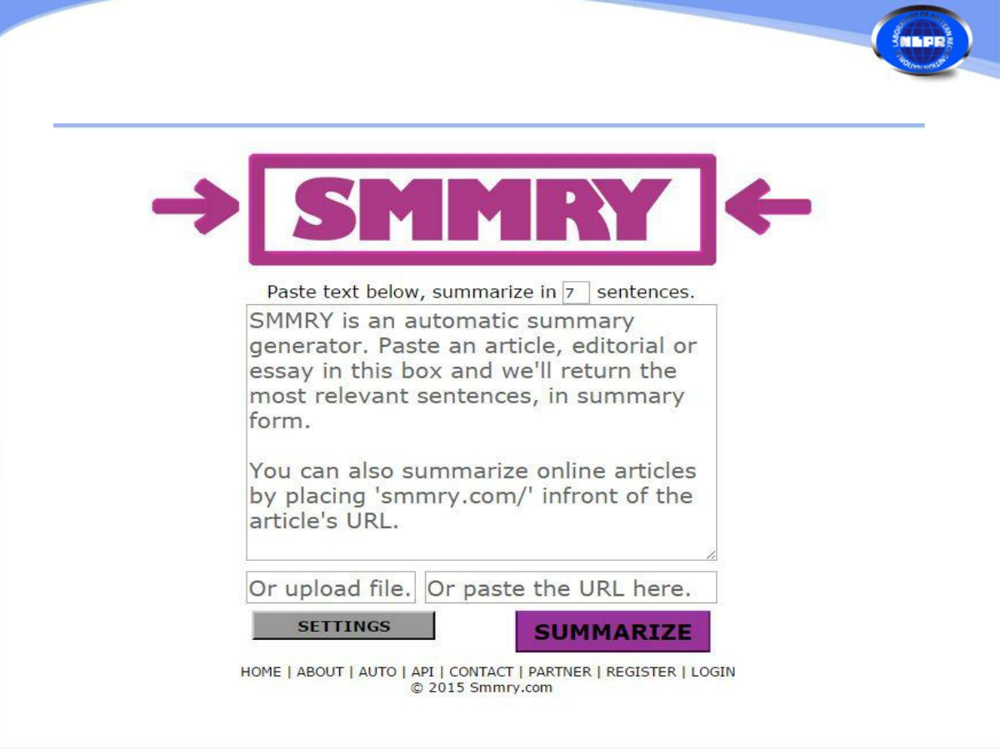 NLPR
SMMRY
Paste text below, summarize in 7 sentences.
SMMRY is an automatic summary
generator. Paste an article, editorial or
essay in this box and we'll return the
most relevant sentences, in summary
form.
You can also summarize online articles
by placing 'smmry.com/' infront of the
article's URL.
Or upload file. Or paste the URL here.
SETTINGS SUMMARIZE
HOME | ABOUT | AUTO | API | CONTACT | PARTNER | REGISTER | LOGIN
© 2015 Smmry.com